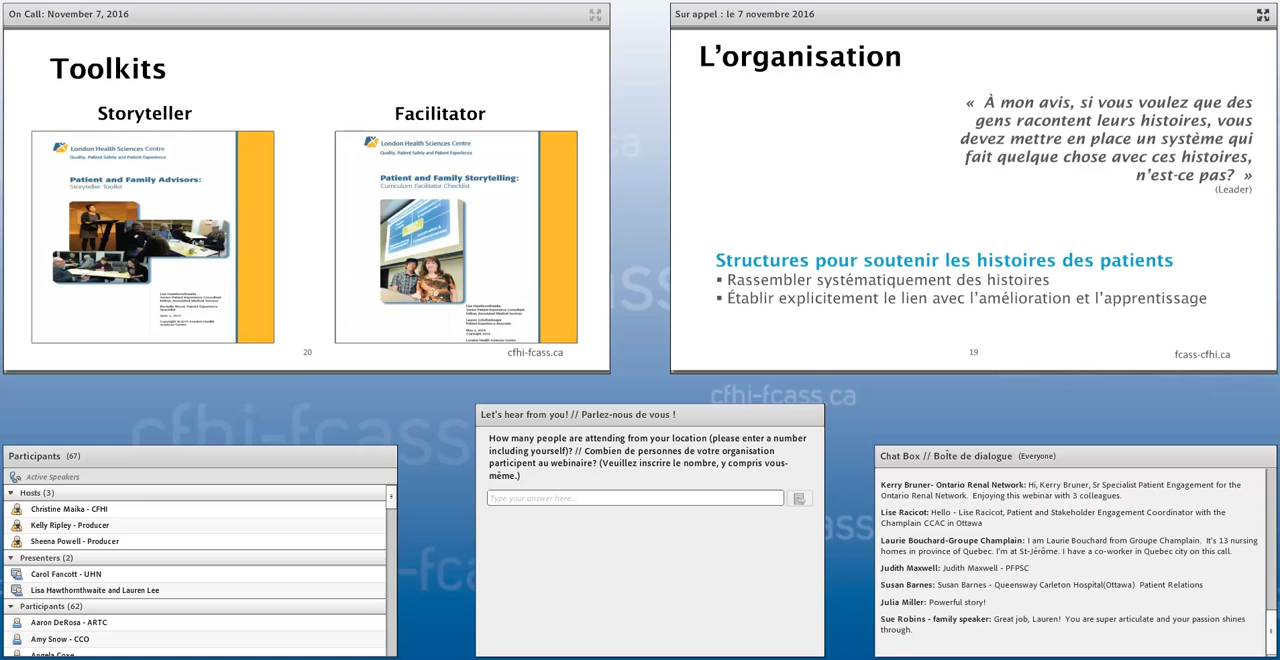 On Call: November 7, 2016
Toolkits
Storyteller
Facilitator
London Health Sciences Centre
Quality, Patient Safety and Patient Experience
Patient and Family Advisors:
Storyteller Toolkit
London Health Sciences Centre
Quality, Patient Safety and Patient Experience
Patient and Family Storytelling:
Curriculum Facilitator Checklist
20
cfhi-fcass.ca
Sur appel : le 7 novembre 2016
L’organisation
« À mon avis, si vous voulez que des
gens racontent leurs histoires, vous
devez mettre en place un système qui
fait quelque chose avec ces histoires,
n’est-ce pas? »
(Leader)
Structures pour soutenir les histoires des patients
▪ Rassembler systématiquement des histoires
▪ Établir explicitement le lien avec l’amélioration et l’apprentissage
19
fcass-cfhi.ca
cfhi-fcass.ca
cfhi-fcass
Participants (67)
Active Speakers
Hosts (3)
Christine Maika - CFHI
Kelly Ripley - Producer
Sheena Powell - Producer
Presenters (2)
Carol Fancott - UHN
Lisa Hawthornthwaite and Lauren Lee
Participants (62)
Aaron DeRosa - ARTC
Amy Snow - CCO
Angela Coxe
Let's hear from you! // Parlez-nous de vous !
How many people are attending from your location (please enter a number
including yourself)? // Combien de personnes de votre organisation
participent au webinaire? (Veuillez inscrire le nombre, y compris vous-
même.)
Type your answer here...
Chat Box // Boîte de dialogue (Everyone)
Kerry Bruner- Ontario Renal Network: Hi, Kerry Bruner, Sr Specialist Patient Engagement for the
Ontario Renal Network. Enjoying this webinar with 3 colleagues.
Lise Racicot: Hello - Lise Racicot, Patient and Stakeholder Engagement Coordinator with the
Champlain CCAC in Ottawa
Laurie Bouchard-Groupe Champlain: I am Laurie Bouchard from Groupe Champlain. It's 13 nursing
homes in province of Quebec. I'm at St-Jérôme. I have a co-worker in Quebec city on this call.
Judith Maxwell: Judith Maxwell - PFPSC
Susan Barnes: Susan Barnes - Queensway Carleton Hospital(Ottawa) Patient Relations
Julia Miller: Powerful story!
Sue Robins - family speaker: Great job, Lauren! You are super articulate and your passion shines
through.